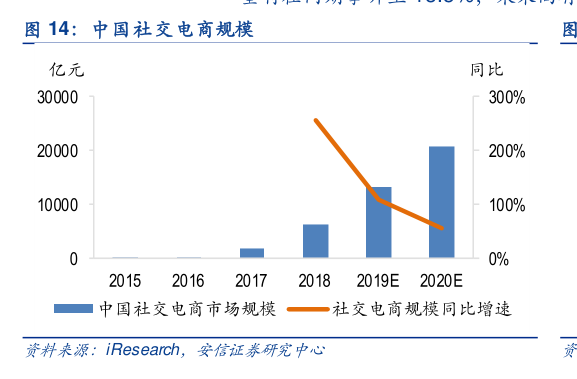 图 14：中国社交电商规模
亿元 同比
30000 300%
20000 200%
10000 100%
0 0%
2015 2016 2017 2018 2019E 2020E
中国社交电商市场规模 社交电商规模同比增速
资料来源：iResearch，安信证券研究中心